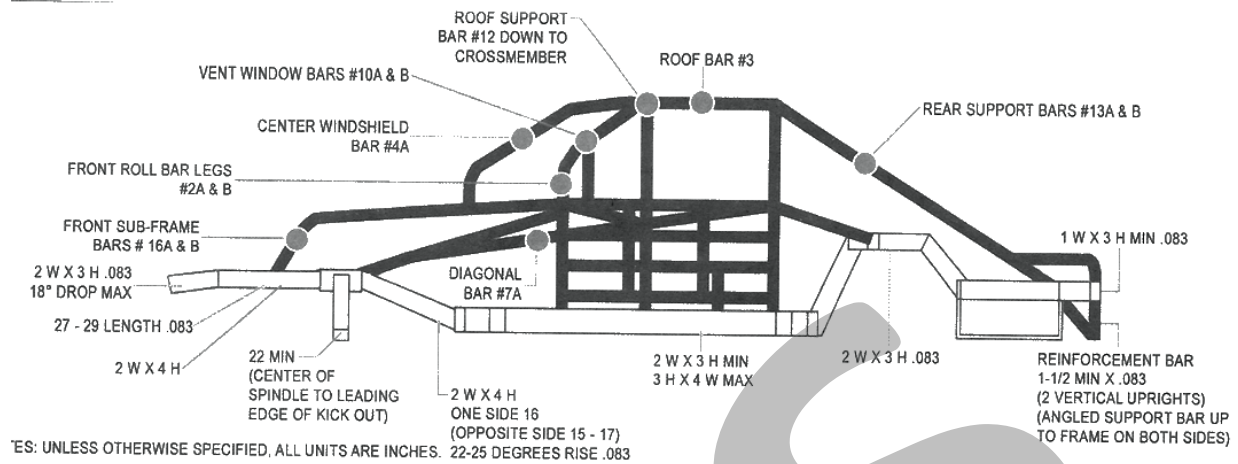 ROOF SUPPORT
BAR #12 DOWN TO
CROSSMEMBER
ROOF BAR #3
VENT WINDOW BARS #10A & B
REAR SUPPORT BARS #13A & B
CENTER WINDSHIELD
BAR #4A
FRONT ROLL BAR LEGS
#2A & B
FRONT SUB-FRAME
BARS # 16A & B
1 W X 3 H MIN .083
2 W X 3 H .083
18° DROP MAX
DIAGONAL
BAR #7A
27 - 29 LENGTH .083
2 W X 4 H
22 MIN
(CENTER OF
SPINDLE TO LEADING
EDGE OF KICK OUT)
2 W X 4 H
ONE SIDE 16
(OPPOSITE SIDE 15 - 17)
22-25 DEGREES RISE .083
2 W X 3 H MIN
3 H X 4 W MAX
2 W X 3 H .083
REINFORCEMENT BAR
1-1/2 MIN X .083
(2 VERTICAL UPRIGHTS)
(ANGLED SUPPORT BAR UP
TO FRAME ON BOTH SIDES)
ES: UNLESS OTHERWISE SPECIFIED, ALL UNITS ARE INCHES.